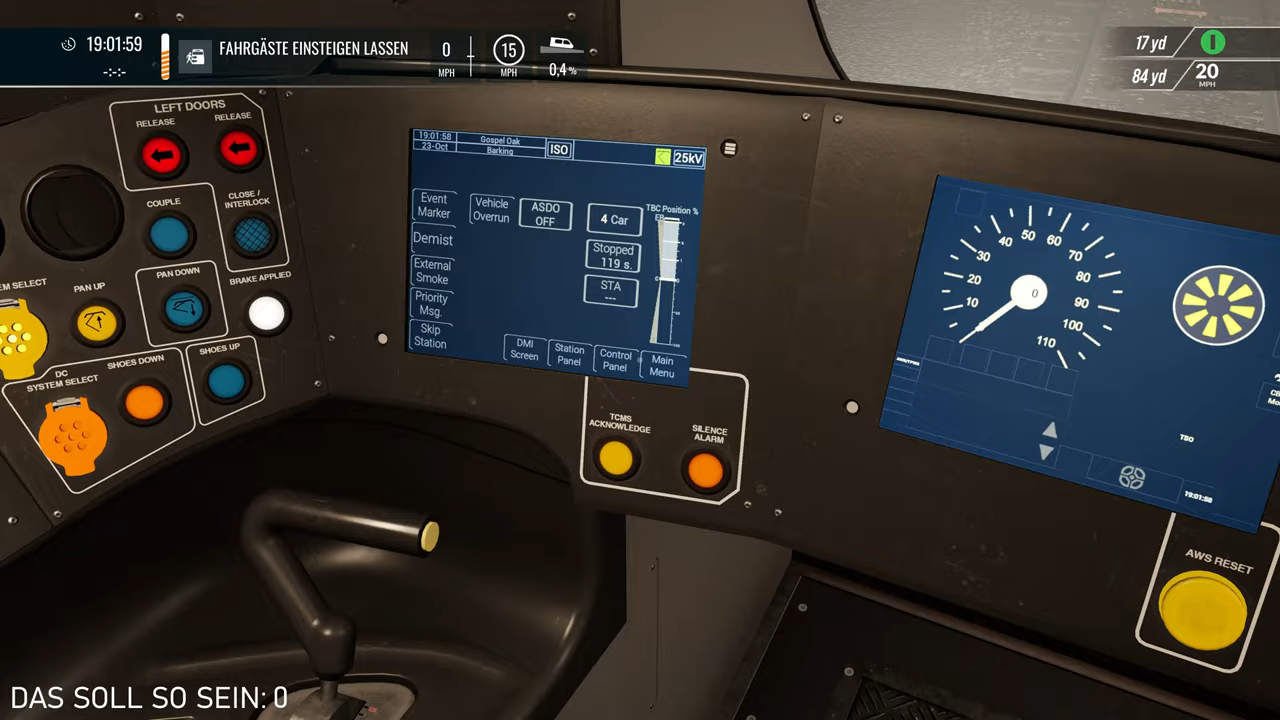 19:01:59
-:-:-
FAHRGÄSTE EINSTEIGEN LASSEN
0
MPH
15
MPH
0,4%
17 yd
84 yd
20
MPH
LEFT DOORS
RELEASE
RELEASE
COUPLE
CLOSE /
INTERLOCK
PAN UP
PAN DOWN
BRAKE APPLIED
DC
SYSTEM SELECT
SHOES DOWN
SHOES UP
19:01:58
23-Oct
Gospel Oak
Barking
ISO
25kV
Event
Marker
Vehicle
Overrun
ASDO
OFF
4 Car
TBC Position %
Demist
Stopped
119 s.
External
Smoke
STA
---
Priority
Msg.
Skip
Station
DMI
Screen
Station
Panel
Control
Panel
Main
Menu
TCMS
ACKNOWLEDGE
SILENCE
ALARM
10
20
30
40
50
60
70
80
90
100
110
0
TSO
19:01:58
AWS RESET
DAS SOLL SO SEIN: 0